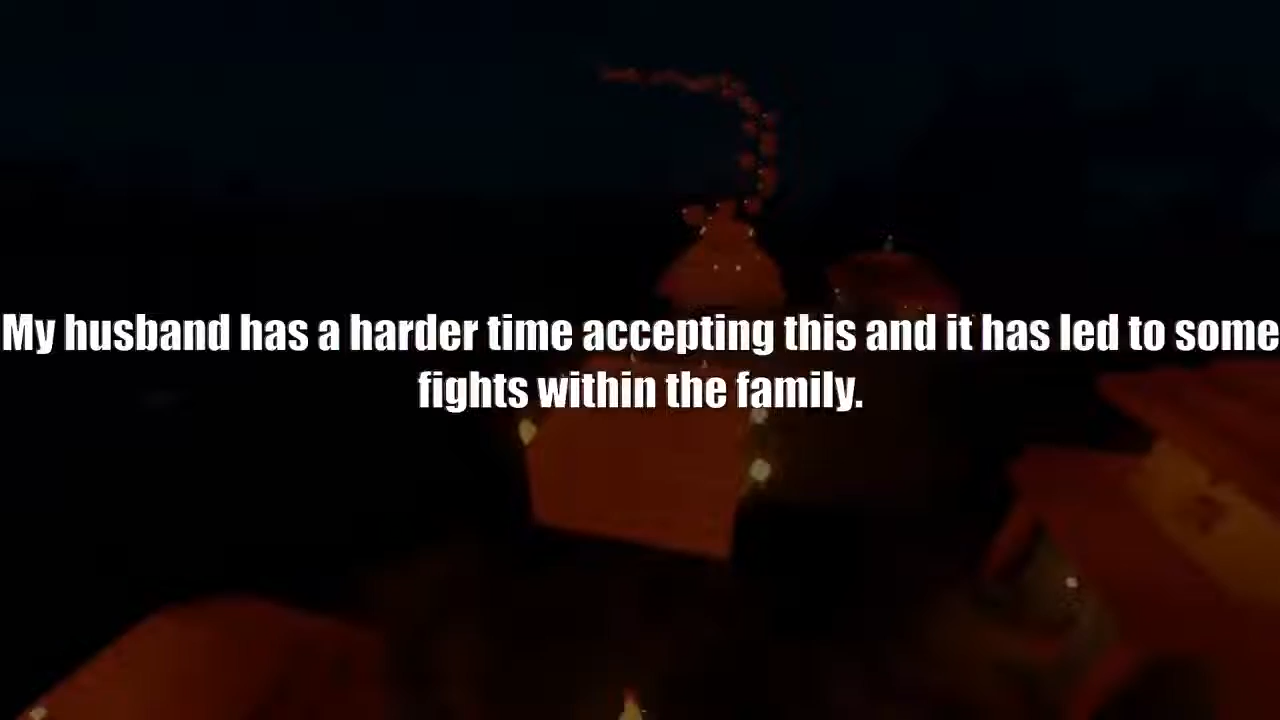 My husband has a harder time accepting this and it has led to some
fights within the family.